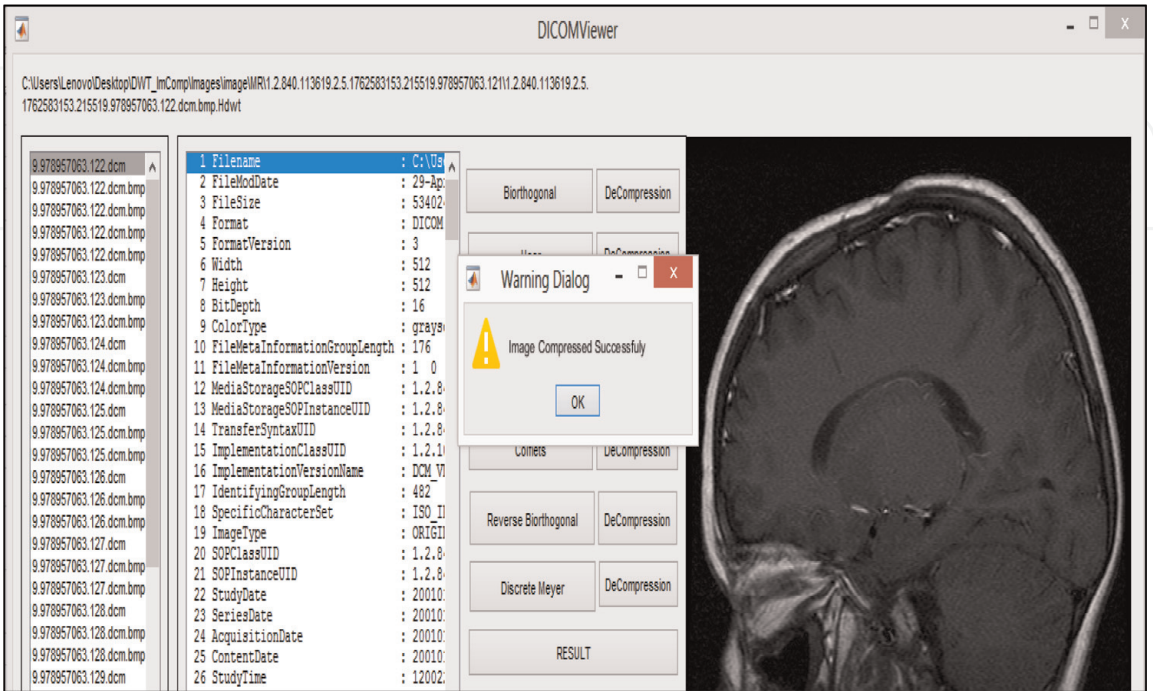 DICOMViewer
C:\Users\Lenovo\Desktop\DWT_ImComp\Images\image\MR\1.2.840.113619.2.5.1762583153.215519.978957063.121\1.2.840.113619.2.5.
1762583153.215519.978957063.122.dcm.bmp.Hdwt
9.978957063.122.dcm
9.978957063.122.dcm.bmp
9.978957063.122.dcm.bmp
9.978957063.122.dcm.bmp
9.978957063.122.dcm.bmp
9.978957063.123.dcm
9.978957063.123.dcm.bmp
9.978957063.123.dcm.bmp
9.978957063.124.dcm
9.978957063.124.dcm.bmp
9.978957063.124.dcm.bmp
9.978957063.125.dcm
9.978957063.125.dcm.bmp
9.978957063.125.dcm.bmp
9.978957063.126.dcm
9.978957063.126.dcm.bmp
9.978957063.126.dcm.bmp
9.978957063.127.dcm
9.978957063.127.dcm.bmp
9.978957063.127.dcm.bmp
9.978957063.128.dcm
9.978957063.128.dcm.bmp
9.978957063.128.dcm.bmp
9.978957063.129.dcm
1 Filename : C:\Us
2 FileModDate : 29-Ap
3 FileSize : 53402
4 Format : DICOM
5 FormatVersion : 3
6 Width : 512
7 Height : 512
8 BitDepth : 16
9 ColorType : grays
10 FileMetaInformationGroupLength : 176
11 FileMetaInformationVersion : 1 0
12 MediaStorageSOPClassUID : 1.2.8
13 MediaStorageSOPInstanceUID : 1.2.8
14 TransferSyntaxUID : 1.2.8
15 ImplementationClassUID : 1.2.1
16 ImplementationVersionName : DCM_V
17 IdentifyingGroupLength : 482
18 SpecificCharacterSet : ISO_I
19 ImageType : ORIGI
20 SOPClassUID : 1.2.8
21 SOPInstanceUID : 1.2.8
22 StudyDate : 20010
23 SeriesDate : 20010
24 AcquisitionDate : 20010
25 ContentDate : 20010
26 StudyTime : 12002
Biorthogonal DeCompression
DeCompression
Warning Dialog
Image Compressed Successfuly
OK
Coiflets DeCompression
Reverse Biorthogonal DeCompression
Discrete Meyer DeCompression
RESULT